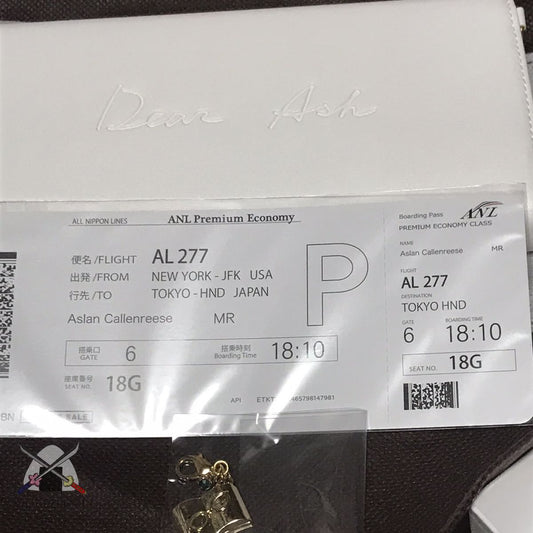 Dear Ash
ALL NIPPON LINES ANL Premium Economy
便名/FLIGHT AL 277
出発/FROM NEW YORK - JFK USA
行先/TO TOKYO - HND JAPAN
P
Aslan Callenreese MR
搭乗口 GATE 6 搭乗時刻 Boarding Time 18:10
座席番号 SEAT NO. 18G
API ETKT
SALE
Boarding Pass ANL
PREMIUM ECONOMY CLASS
NAME
Aslan Callenreese MR
FLIGHT
AL 277
DESTINATION
TOKYO HND
GATE BOARDING TIME
6 18:10
SEAT NO. 18G